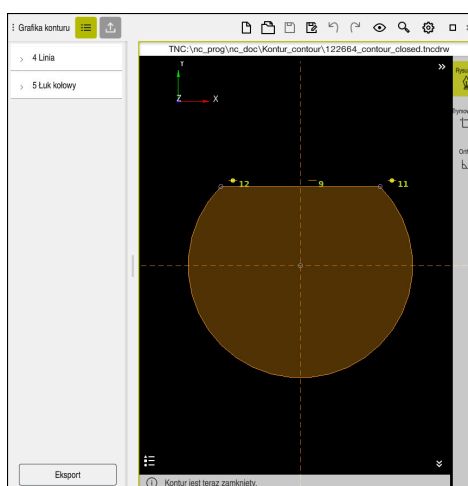 Grafika konturu
TNC:\nc_prog\nc_doc\Kontur_contour\122664_contour_closed.tncdrw
4 Linia
5 Łuk kołowy
Y
Z
X
12
9
11
Eksport
Kontur jest teraz zamknięty.